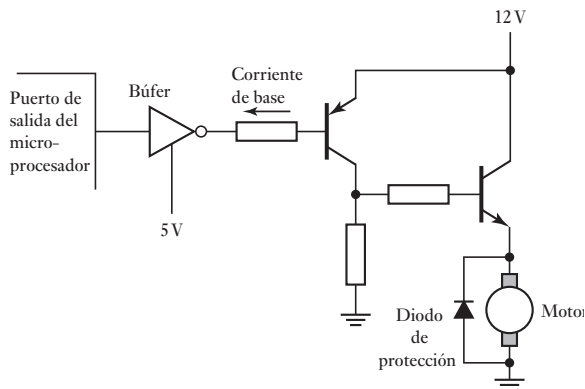 12 V
Búfer
Corriente
de base
Puerto de
salida del
micro-
procesador
5 V
Diodo
de
protección
Motor